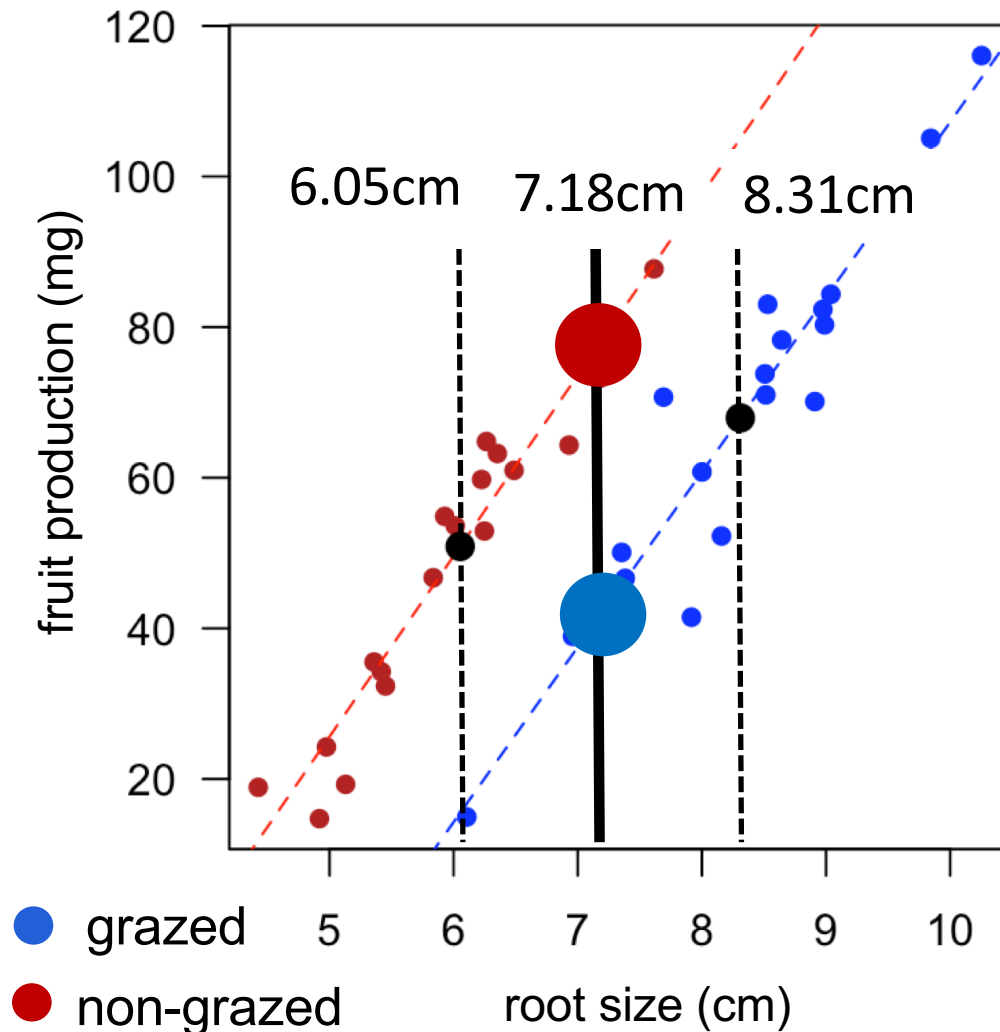 120
100
80
60
40
20
fruit production (mg)
6.05cm 7.18cm 8.31cm
5 6 7 8 9 10
root size (cm)
grazed
non-grazed